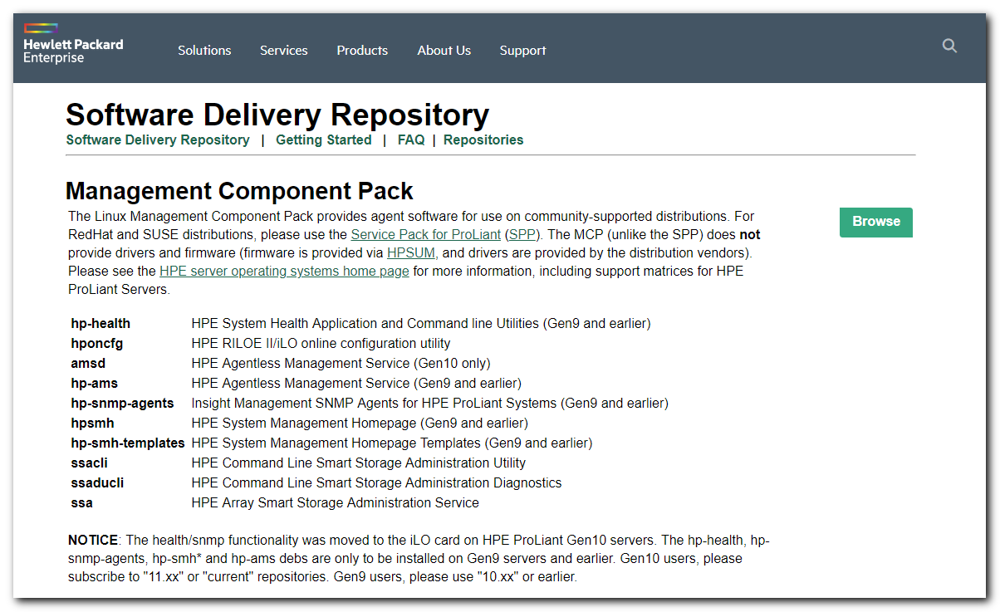 Hewlett Packard
Enterprise
Solutions Services Products About Us Support
Software Delivery Repository
Software Delivery Repository | Getting Started | FAQ | Repositories
Management Component Pack
The Linux Management Component Pack provides agent software for use on community-supported distributions. For
RedHat and SUSE distributions, please use the Service Pack for ProLiant (SPP). The MCP (unlike the SPP) does not
provide drivers and firmware (firmware is provided via HPSUM, and drivers are provided by the distribution vendors).
Please see the HPE server operating systems home page for more information, including support matrices for HPE
ProLiant Servers.
Browse
hp-health HPE System Health Application and Command line Utilities (Gen9 and earlier)
hponcfg HPE RILOE II/iLO online configuration utility
amsd HPE Agentless Management Service (Gen10 only)
hp-ams HPE Agentless Management Service (Gen9 and earlier)
hp-snmp-agents Insight Management SNMP Agents for HPE ProLiant Systems (Gen9 and earlier)
hpsmh HPE System Management Homepage (Gen9 and earlier)
hp-smh-templates HPE System Management Homepage Templates (Gen9 and earlier)
ssacli HPE Command Line Smart Storage Administration Utility
ssaducli HPE Command Line Smart Storage Administration Diagnostics
ssa HPE Array Smart Storage Administration Service
NOTICE: The health/snmp functionality was moved to the iLO card on HPE ProLiant Gen10 servers. The hp-health, hp-
snmp-agents, hp-smh* and hp-ams debs are only to be installed on Gen9 servers and earlier. Gen10 users, please
subscribe to "11.xx" or "current" repositories. Gen9 users, please use "10.xx" or earlier.